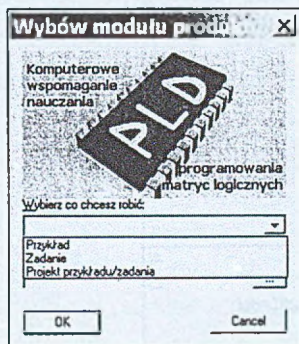 Wybów modułu produ
Komputerowe
wspomaganie
nauczania
PLD
programowania
matryc logicznych
Wybierz co chcesz robić:
Przykład
Zadanie
Projekt przykładu/zadania
...
OK
Cancel